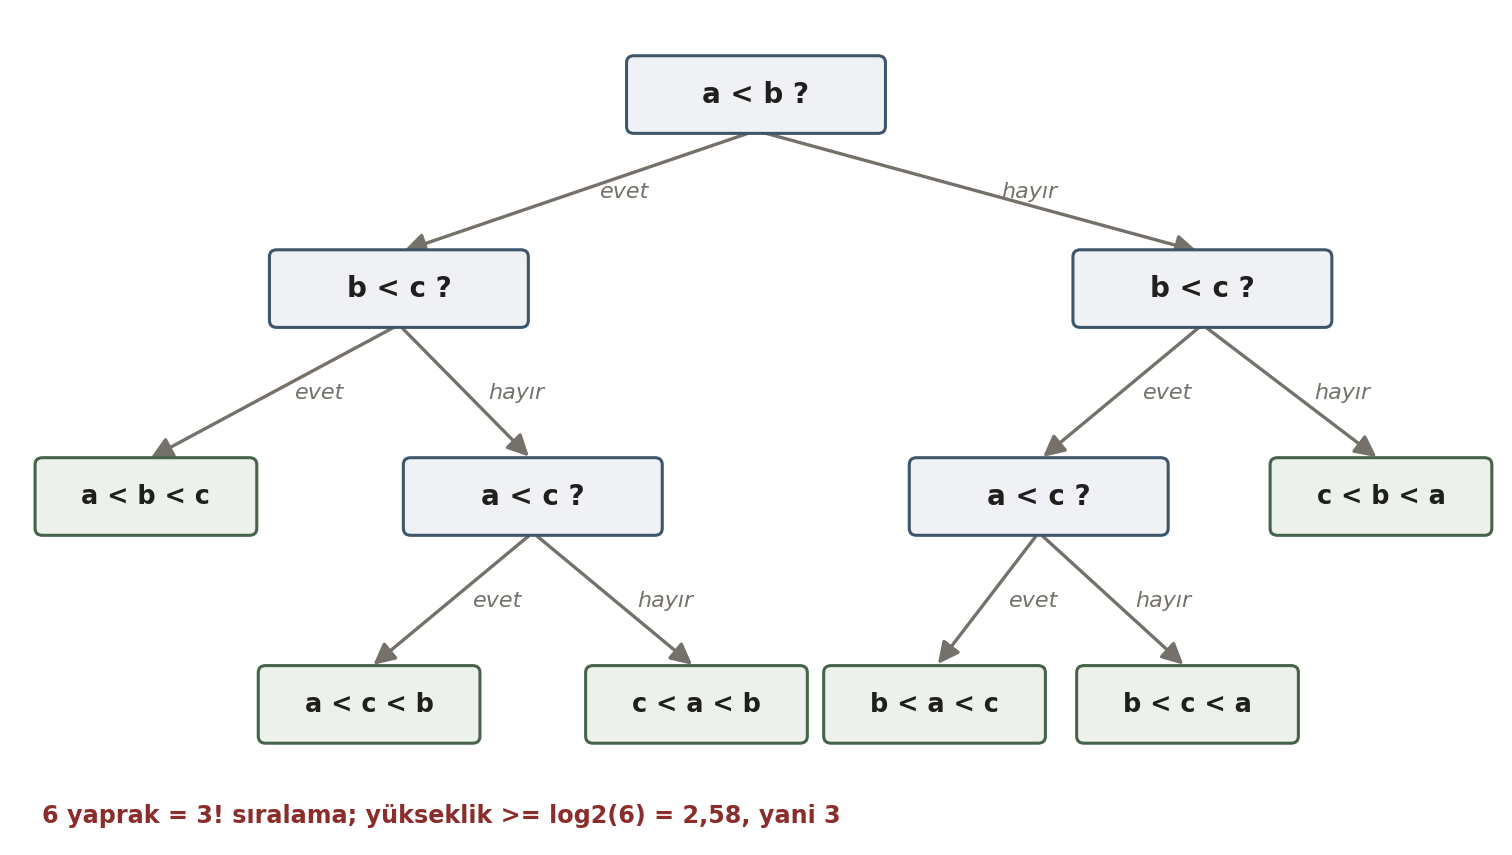 a < b ?
evet
hayır
b < c ?
b < c ?
evet
hayır
evet
hayır
a < b < c
a < c ?
a < c ?
c < b < a
evet
hayır
evet
hayır
a < c < b
c < a < b
b < a < c
b < c < a
6 yaprak = 3! sıralama; yükseklik >= log2(6) = 2,58, yani 3